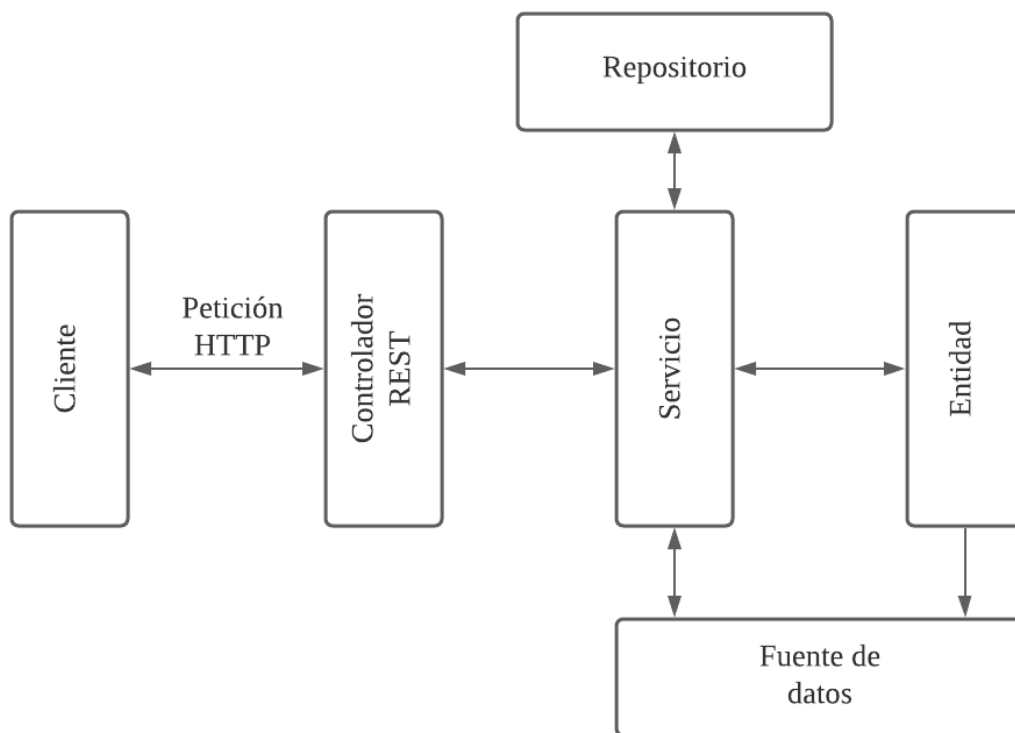 Repositorio
Cliente
Petición
HTTP
Controlador
REST
Servicio
Entidad
Fuente de
datos